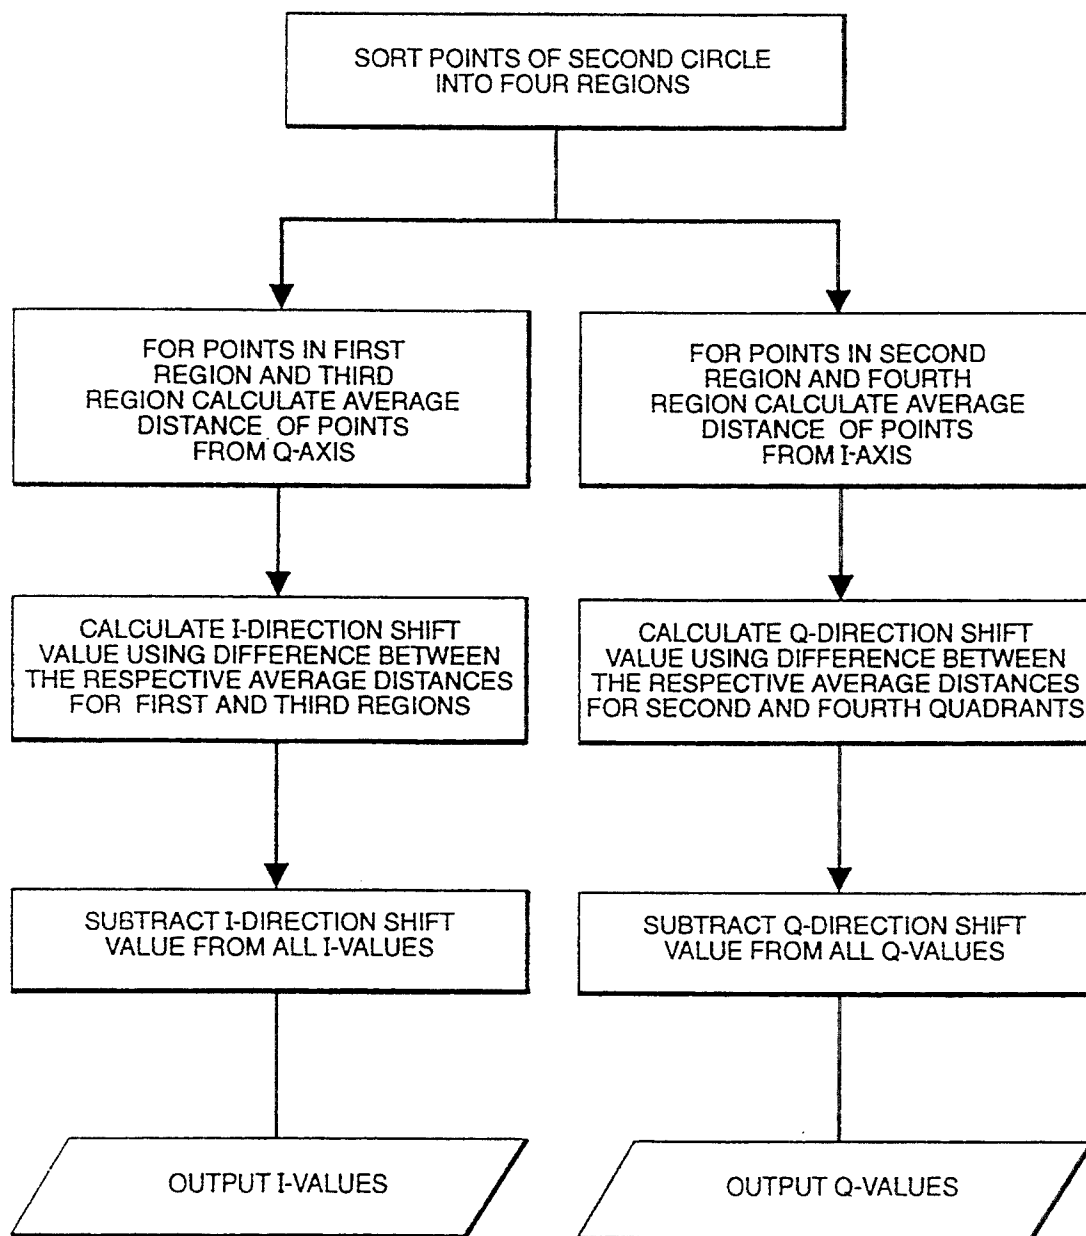 SORT POINTS OF SECOND CIRCLE
INTO FOUR REGIONS
FOR POINTS IN FIRST
REGION AND THIRD
REGION CALCULATE AVERAGE
DISTANCE OF POINTS
FROM Q-AXIS
FOR POINTS IN SECOND
REGION AND FOURTH
REGION CALCULATE AVERAGE
DISTANCE OF POINTS
FROM I-AXIS
CALCULATE I-DIRECTION SHIFT
VALUE USING DIFFERENCE BETWEEN
THE RESPECTIVE AVERAGE DISTANCES
FOR FIRST AND THIRD REGIONS
CALCULATE Q-DIRECTION SHIFT
VALUE USING DIFFERENCE BETWEEN
THE RESPECTIVE AVERAGE DISTANCES
FOR SECOND AND FOURTH QUADRANTS
SUBTRACT I-DIRECTION SHIFT
VALUE FROM ALL I-VALUES
SUBTRACT Q-DIRECTION SHIFT
VALUE FROM ALL Q-VALUES
OUTPUT I-VALUES
OUTPUT Q-VALUES